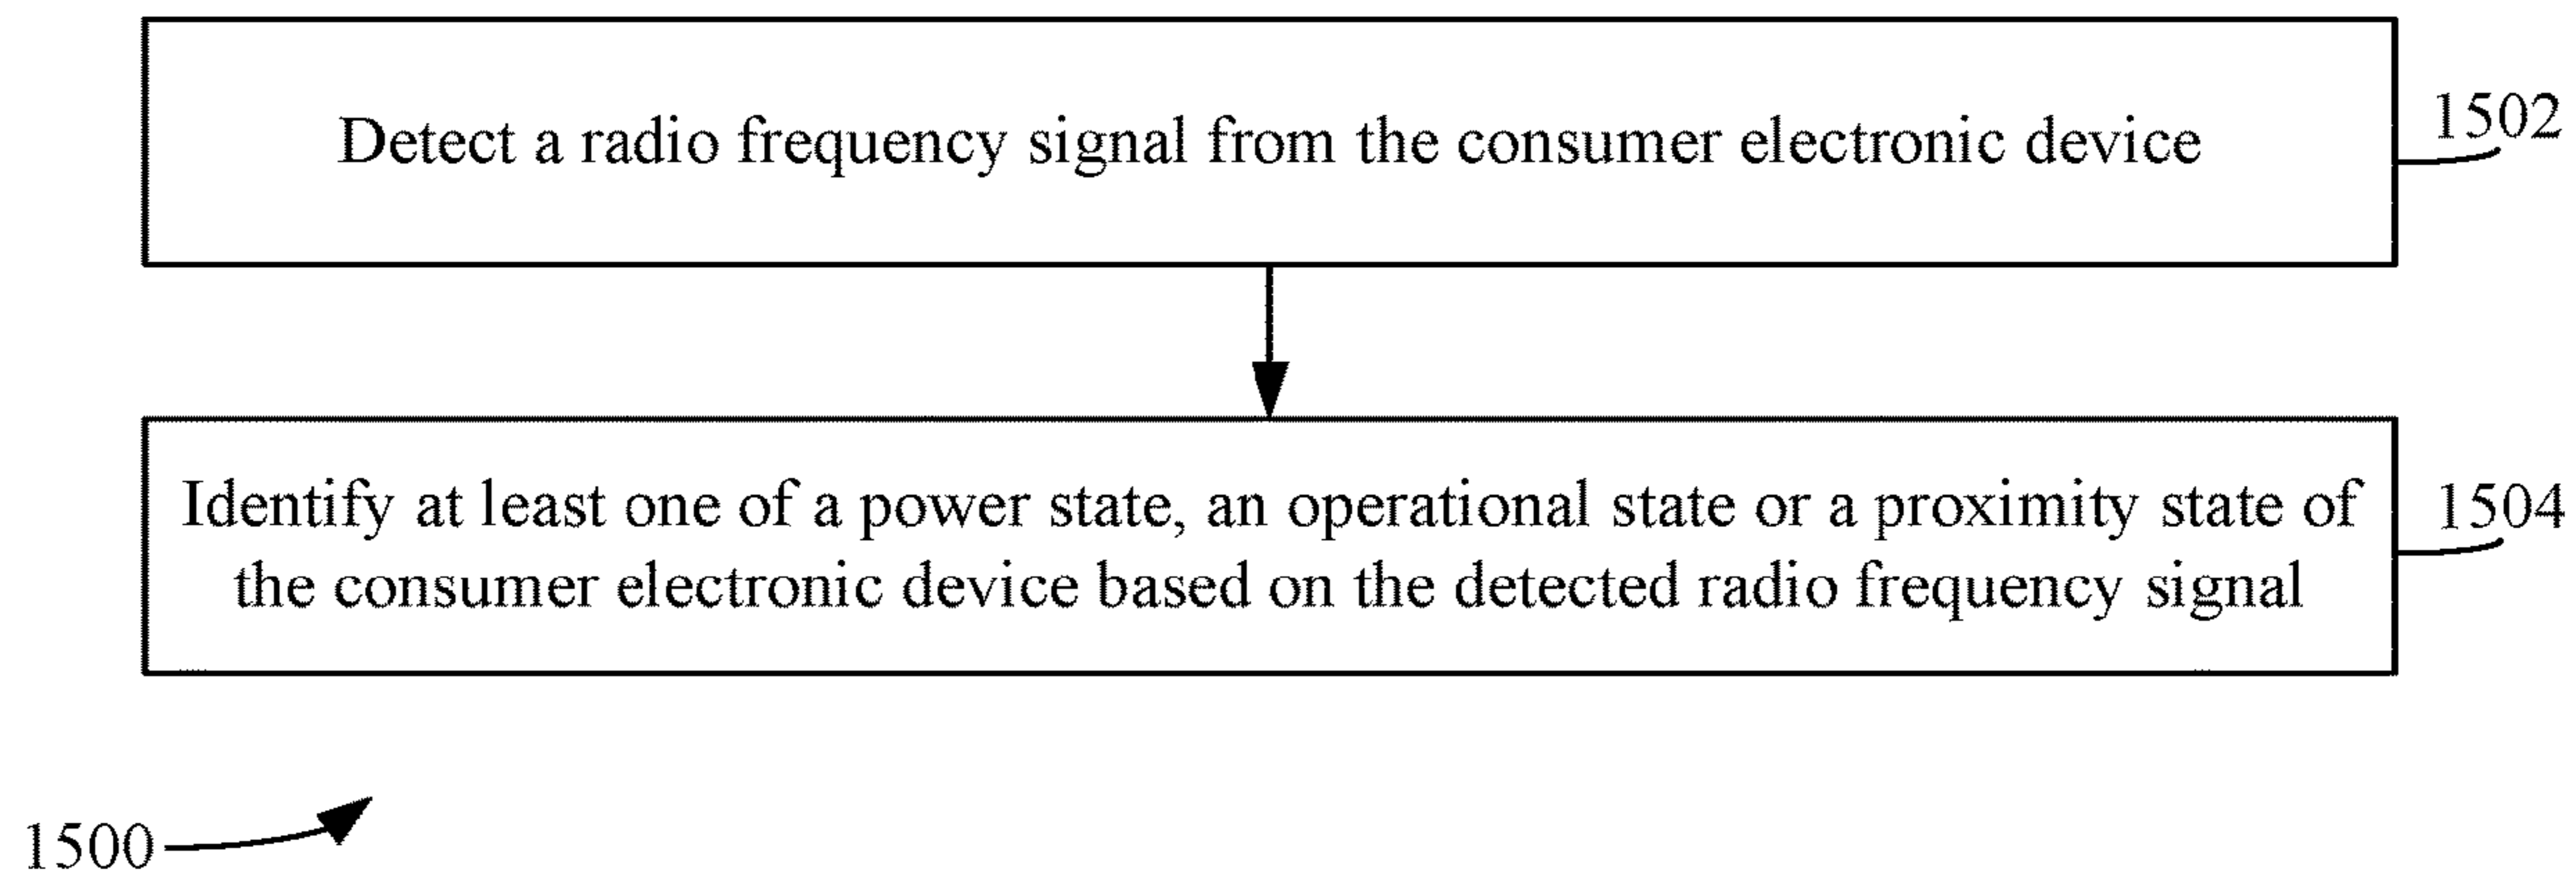 Detect a radio frequency signal from the consumer electronic device
1502
Identify at least one of a power state, an operational state or a proximity state of
the consumer electronic device based on the detected radio frequency signal
1504
1500